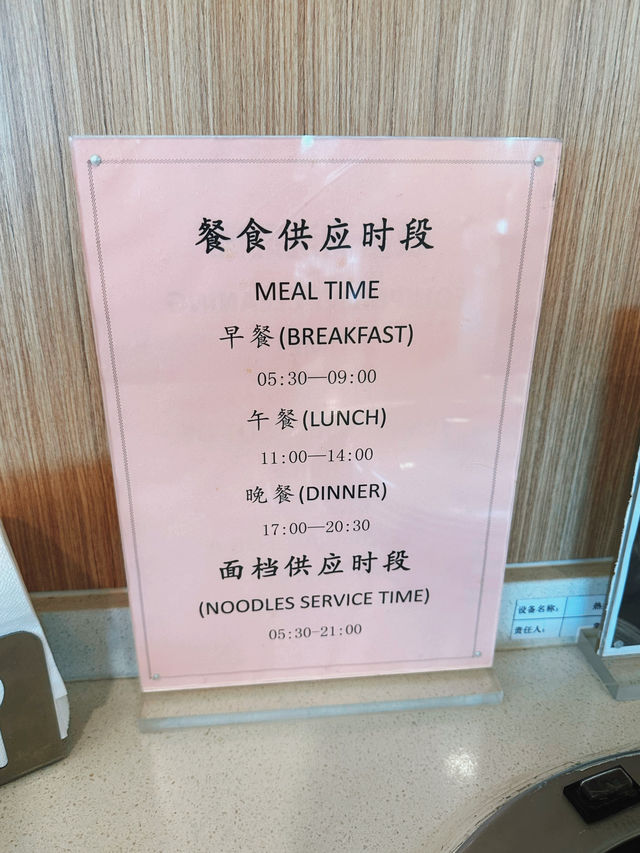 餐食供应时段
MEAL TIME
早餐(BREAKFAST)
05:30—09:00
午餐(LUNCH)
11:00—14:00
晚餐(DINNER)
17:00—20:30
面档供应时段
(NOODLES SERVICE TIME)
05:30-21:00
设备名称:
责任人: